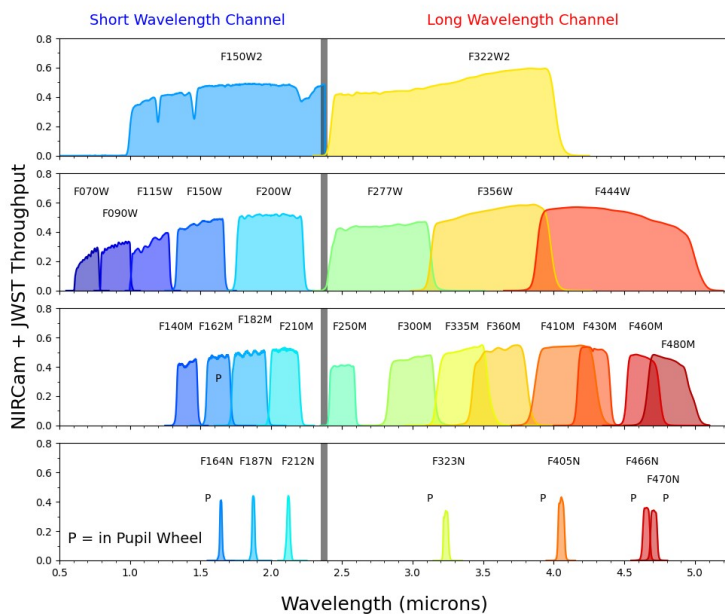 Short Wavelength Channel Long Wavelength Channel
NIRCam + JWST Throughput
0.8
0.6
0.4
0.2
0.0
F150W2 F322W2
0.8
0.6
0.4
0.2
0.0
F070W F115W F150W F200W F277W F356W F444W
F090W
0.8
0.6
0.4
0.2
0.0
F182M
F140M F162M F210M F250M F300M F335M F360M F410M F430M F460M
F480M
P
0.8
0.6
0.4
0.2
0.0
F164N F187N F212N F323N F405N F466N
F470N
P P P P P
P = in Pupil Wheel
0.5 1.0 1.5 2.0 2.5 3.0 3.5 4.0 4.5 5.0
Wavelength (microns)